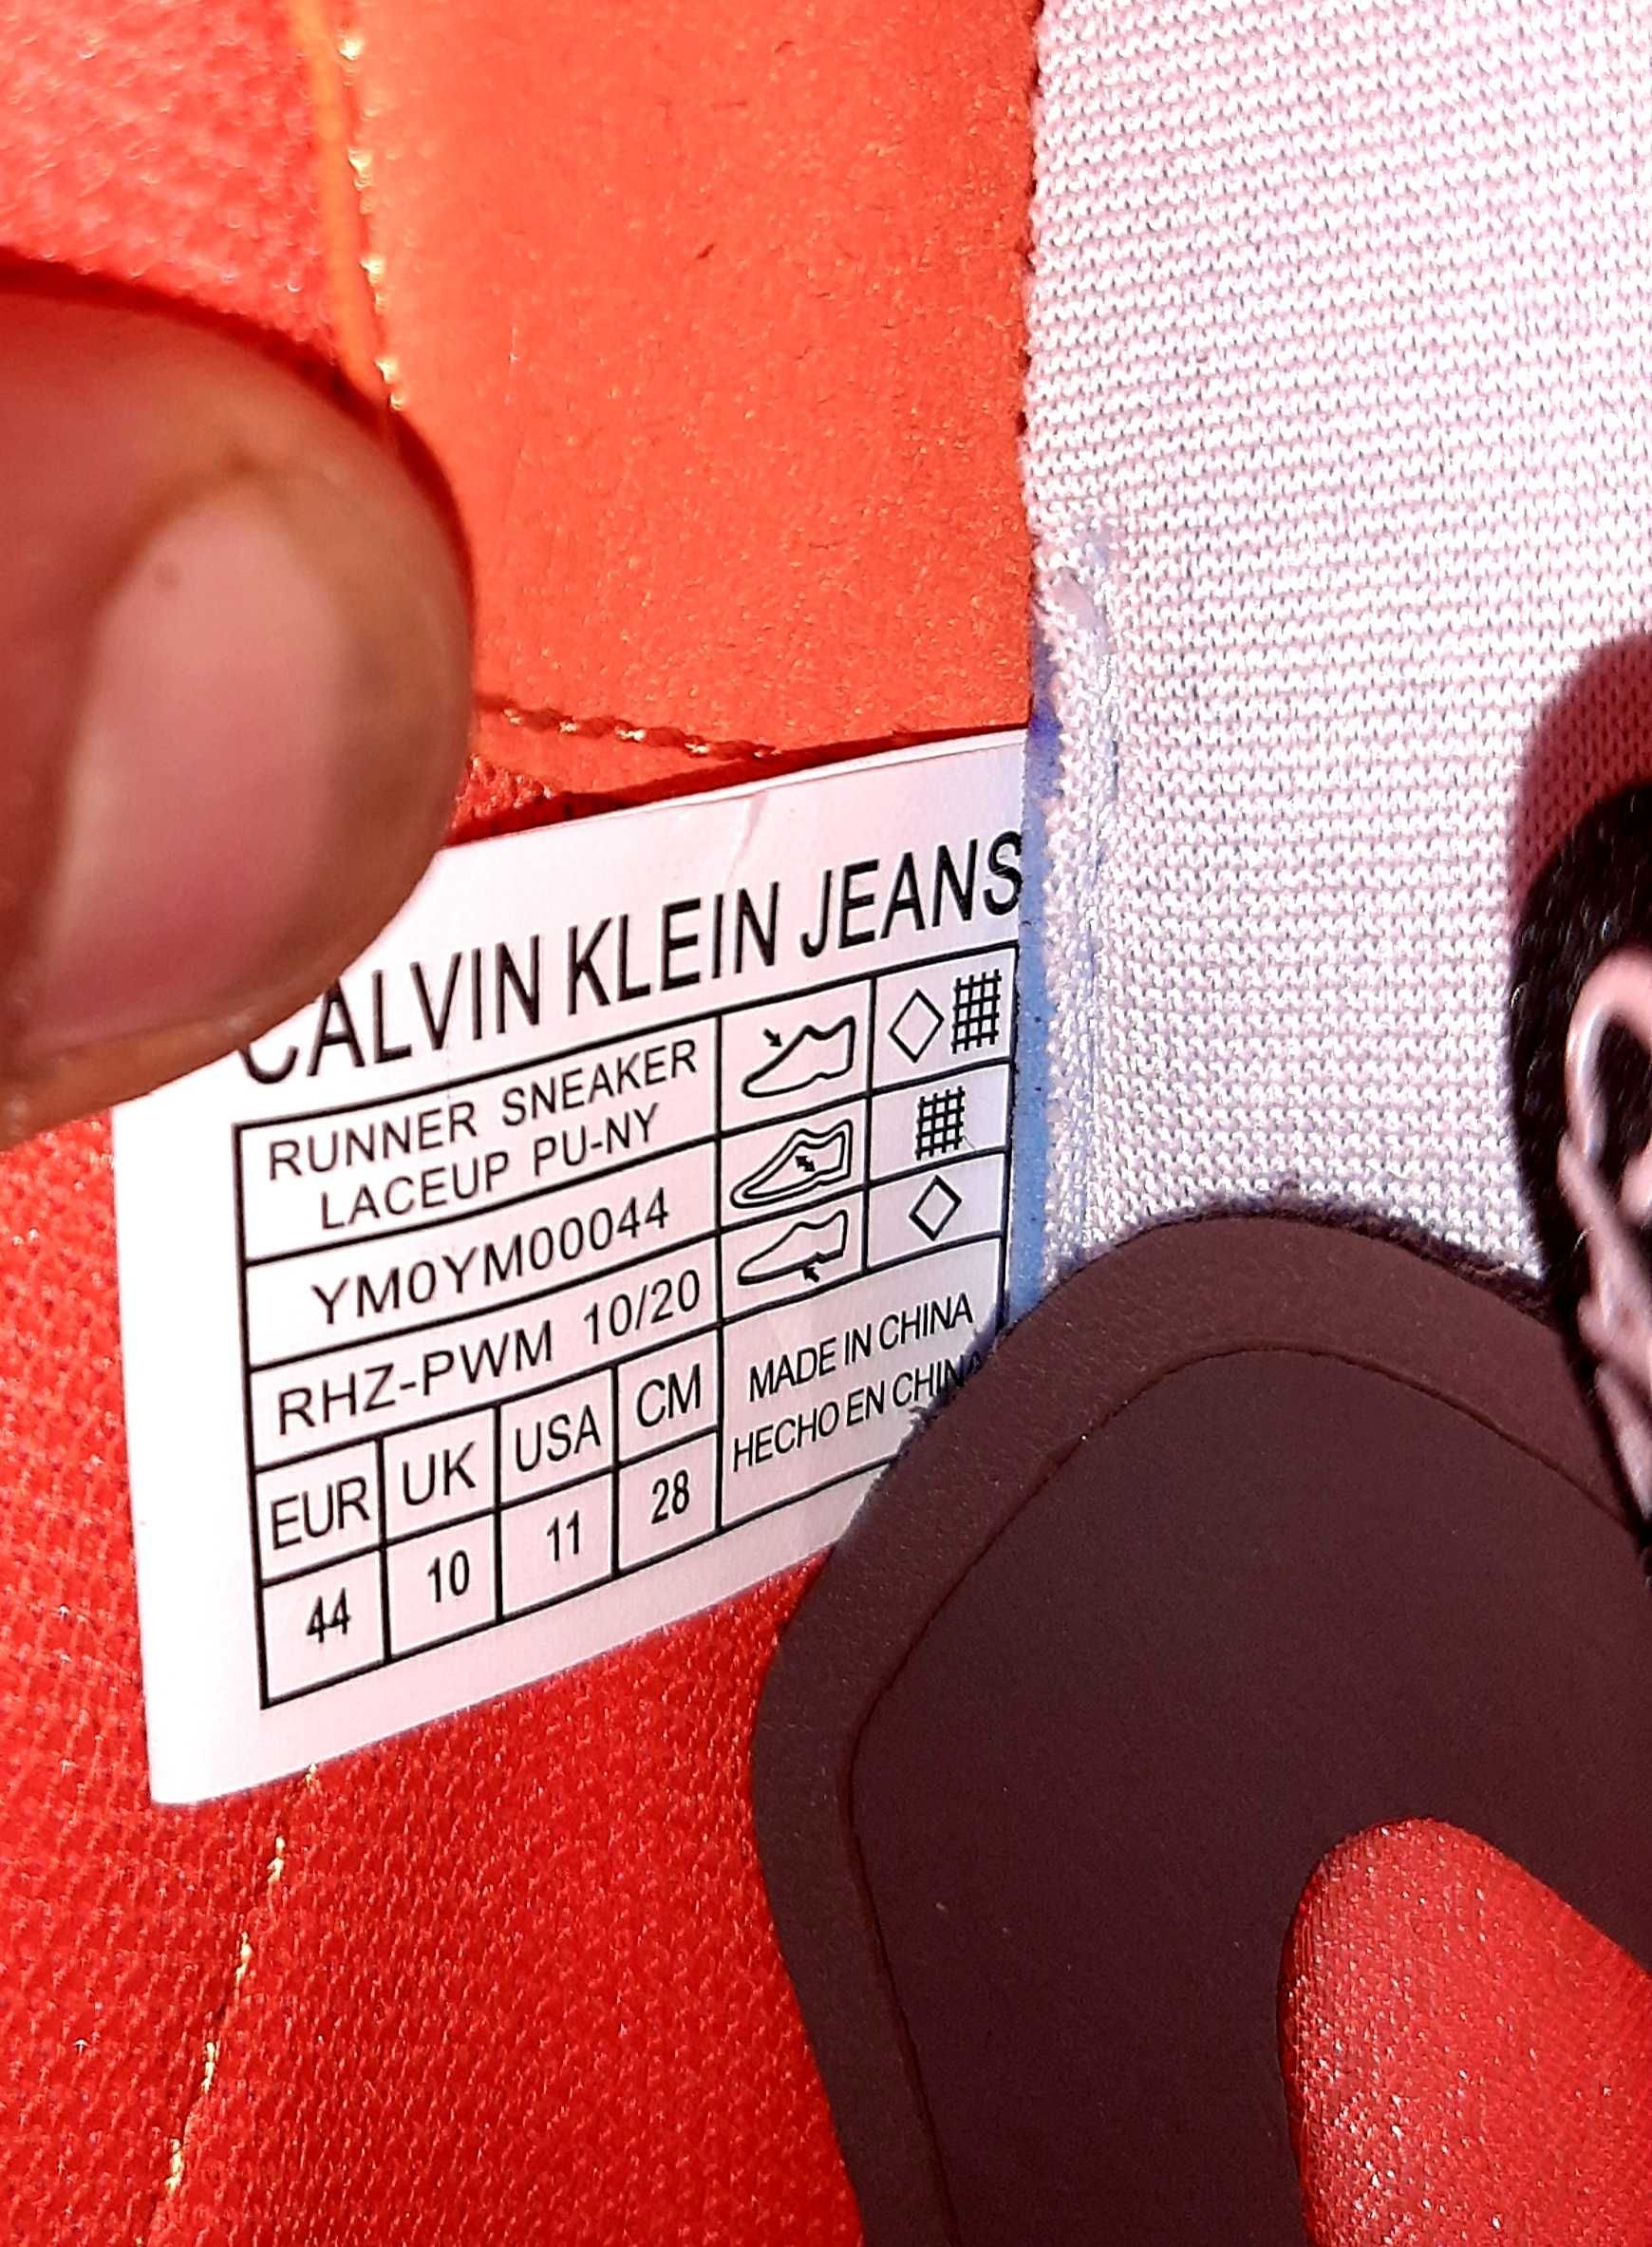 CALVIN KLEIN JEANS
RUNNER SNEAKER
LACEUP PU-NY
YM0YM00044
RHZ-PWM 10/20
EUR UK USA CM
44 10 11 28
MADE IN CHINA
HECHO EN CHINA